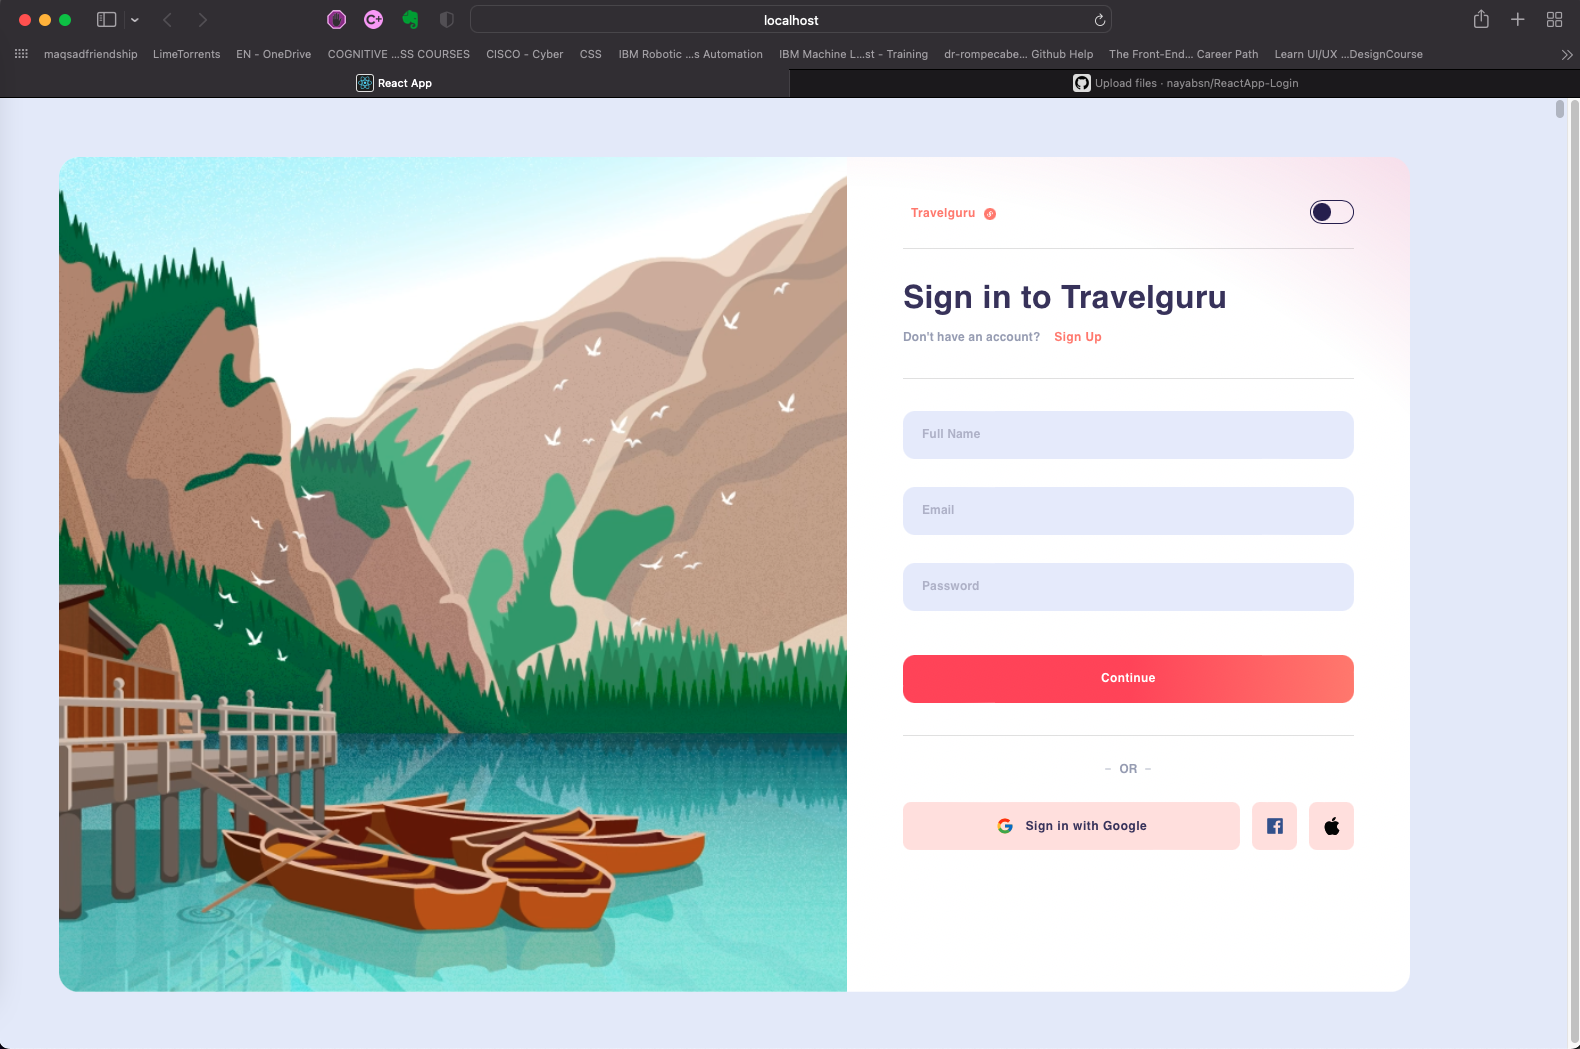 localhost
maqsadfriendship LimeTorrents EN - OneDrive COGNITIVE ...SS COURSES CISCO - Cyber CSS IBM Robotic ...s Automation IBM Machine L...st - Training dr-rompecabe... Github Help The Front-End... Career Path Learn UI/UX ...DesignCourse
React App
Upload files · nayabsn/ReactApp-Login
Travelguru
Sign in to Travelguru
Don't have an account? Sign Up
Full Name
Email
Password
Continue
- OR -
Sign in with Google